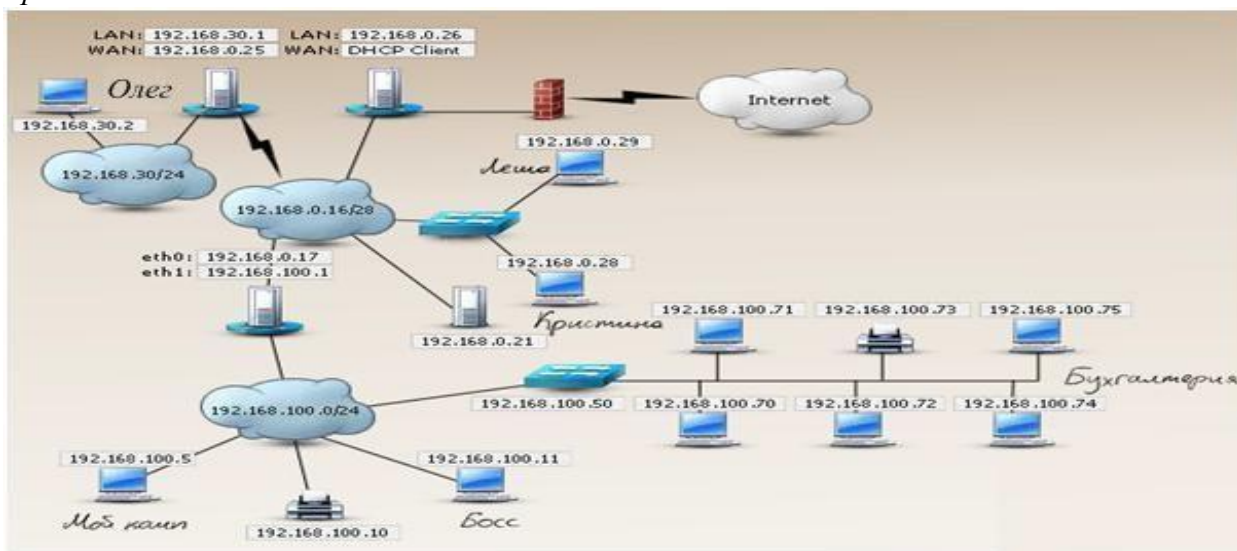 LAN: 192.168.30.1 LAN: 192.168.0.26
WAN: 192.168.0.25 WAN: DHCP Client
Олег
192.168.30.2
Internet
192.168.0.29
Леша
192.168.30/24
192.168.0.16/28
eth0: 192.168.0.17
eth1: 192.168.100.1
192.168.0.28
Кристина
192.168.0.21
192.168.100.71 192.168.100.73 192.168.100.75
Бухгалтерия
192.168.100.0/24
192.168.100.50 192.168.100.70 192.168.100.72 192.168.100.74
192.168.100.5 192.168.100.11
Мой комп
Босс
192.168.100.10